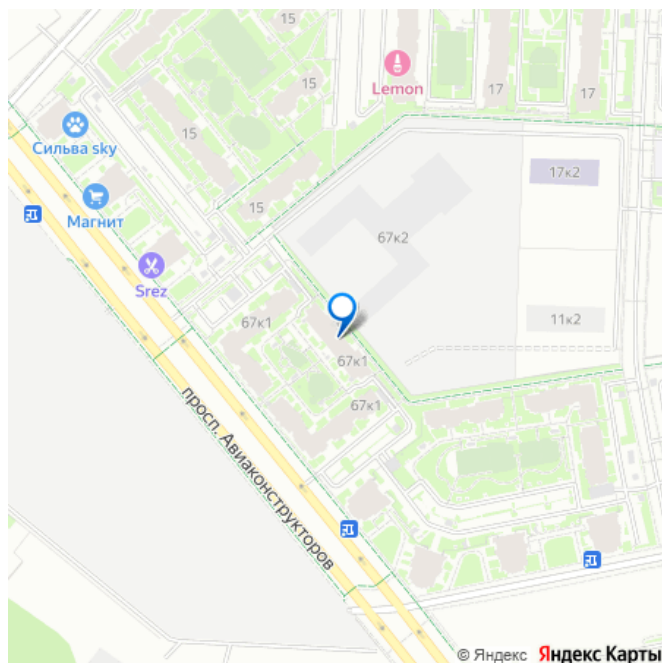 15
15
Lemon
17
17
Сильва sky
15
17к2
Магнит
15
67к2
Srez
67к1
11к2
67к1
67к1
просп. Авиаконструкторов
© Яндекс Яндекс Карты